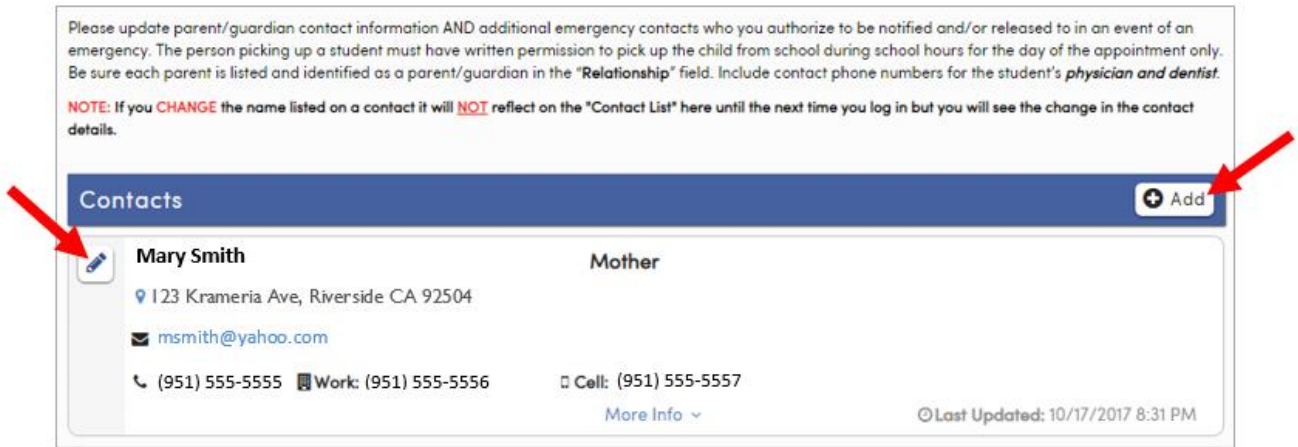 Please update parent/guardian contact information AND additional emergency contacts who you authorize to be notified and/or released to in an event of an
emergency. The person picking up a student must have written permission to pick up the child from school during school hours for the day of the appointment only.
Be sure each parent is listed and identified as a parent/guardian in the "Relationship" field. Include contact phone numbers for the student's physician and dentist.
NOTE: If you CHANGE the name listed on a contact it will NOT reflect on the "Contact List" here until the next time you log in but you will see the change in the contact
details.
Contacts Add
Mary Smith Mother
123 Krameria Ave, Riverside CA 92504
msmith@yahoo.com
(951) 555-5555 Work: (951) 555-5556 Cell: (951) 555-5557
More Info Last Updated: 10/17/2017 8:31 PM